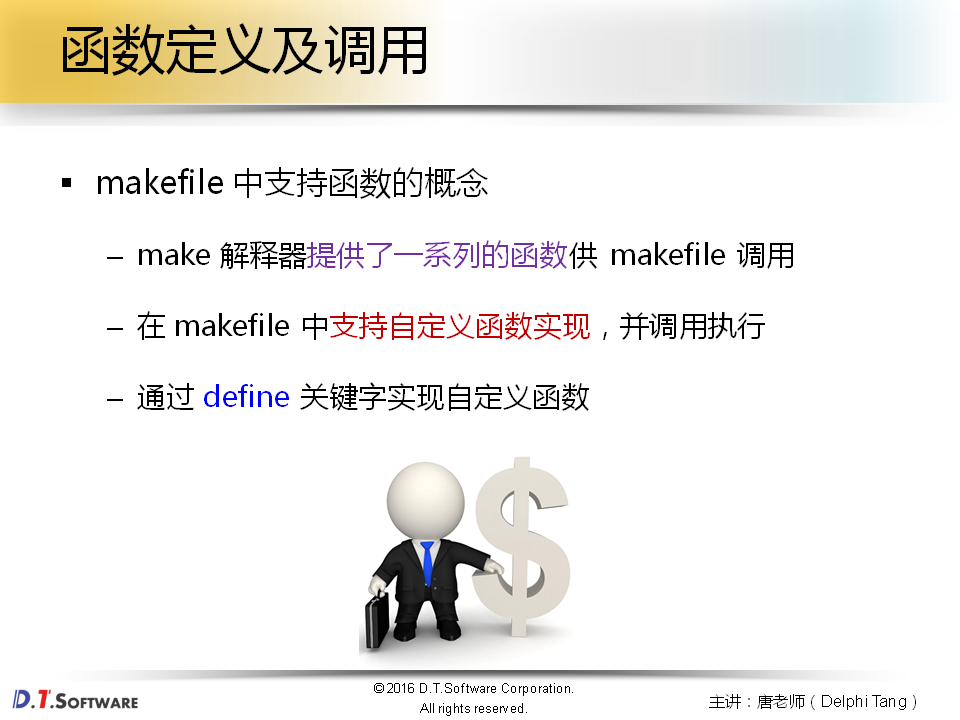 函数定义及调用
▪ makefile 中支持函数的概念
– make 解释器提供了一系列的函数供 makefile 调用
– 在 makefile 中支持自定义函数实现，并调用执行
– 通过 define 关键字实现自定义函数
$
D.T.SOFTWARE
©2016 D.T.Software Corporation.
All rights reserved.
主讲：唐老师（Delphi Tang）